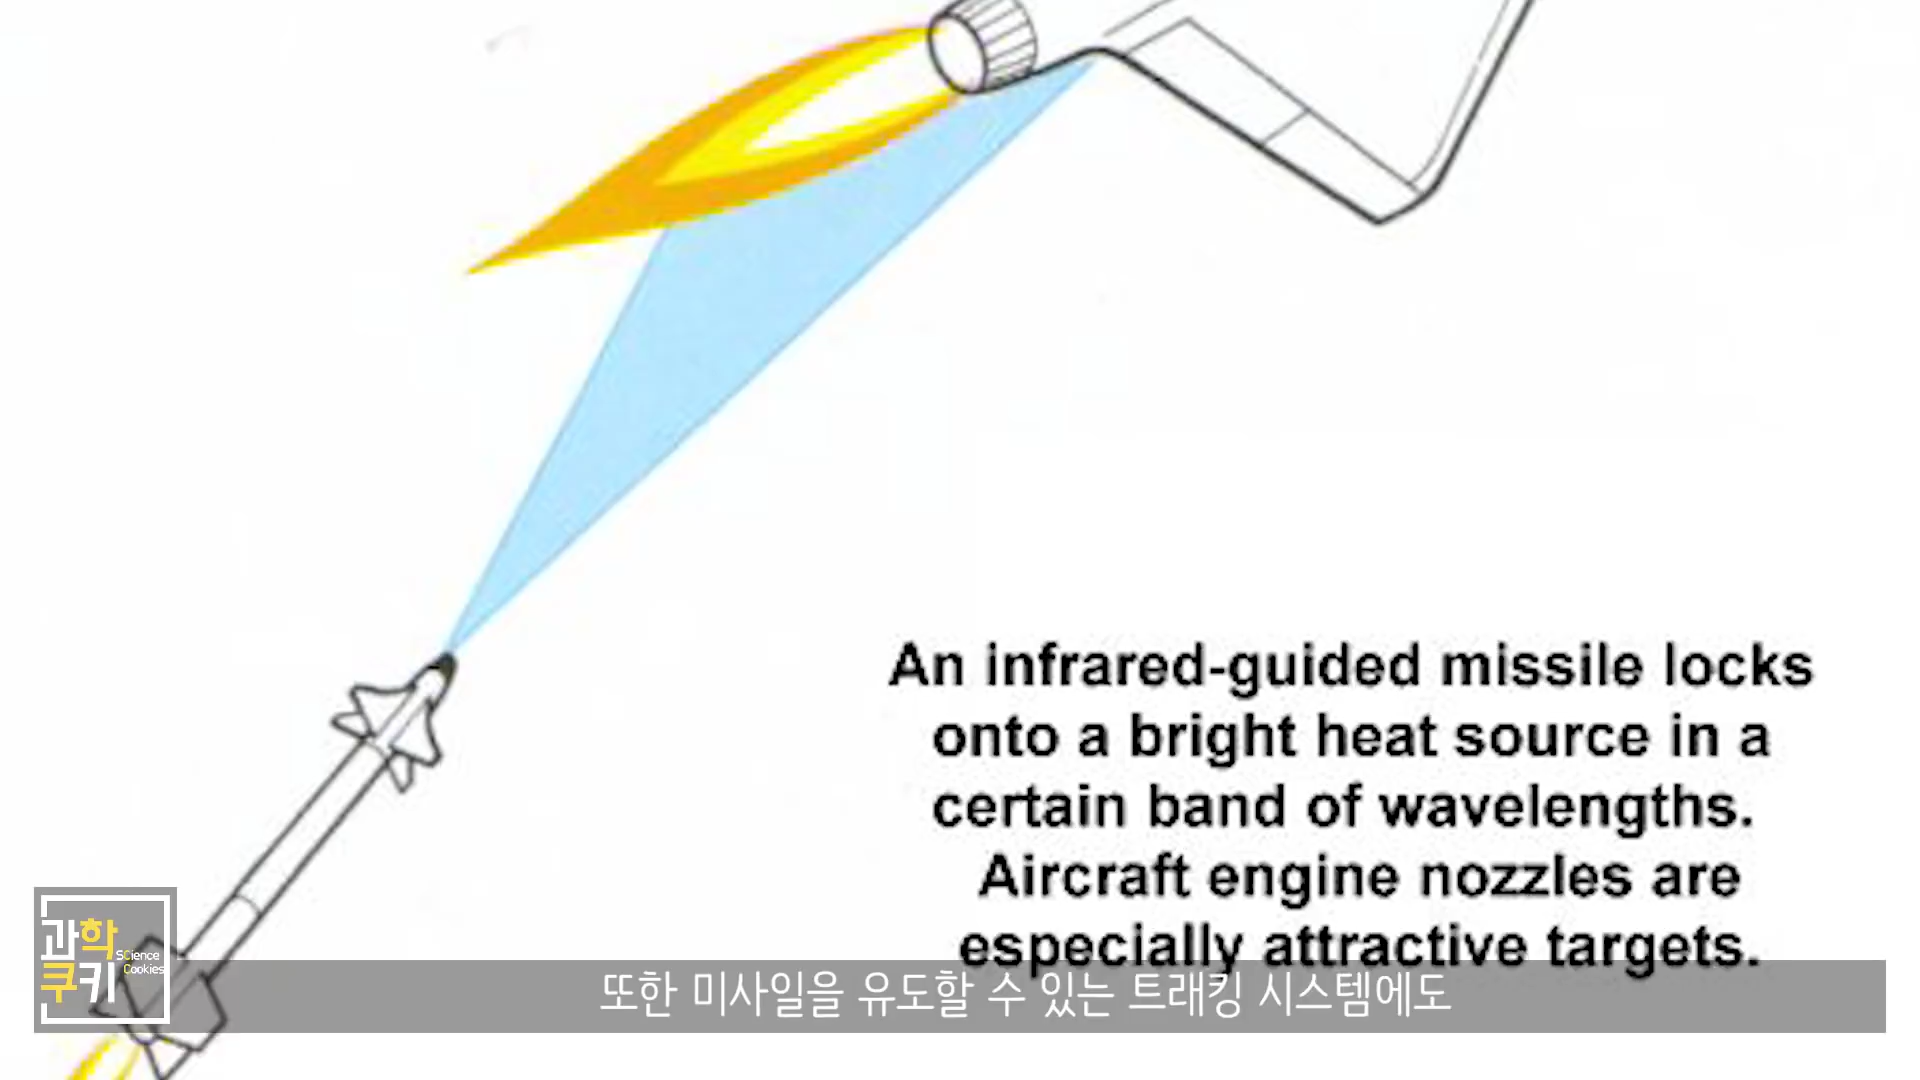 An infrared-guided missile locks
onto a bright heat source in a
certain band of wavelengths.
Aircraft engine nozzles are
especially attractive targets.
과학 Science
쿠키 Cookies
또한 미사일을 유도할 수 있는 트래킹 시스템에도